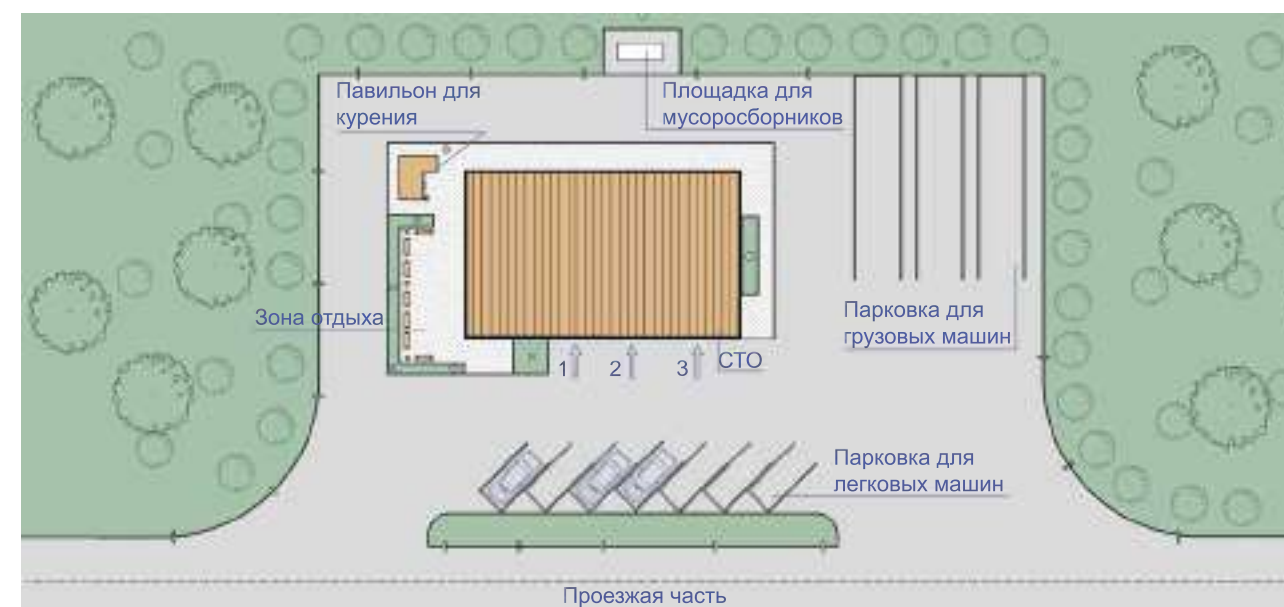 Павильон для
курения
Площадка для
мусоросборников
Зона отдыха
Парковка для
грузовых машин
1 2 3 СТО
Парковка для
легковых машин
Проезжая часть